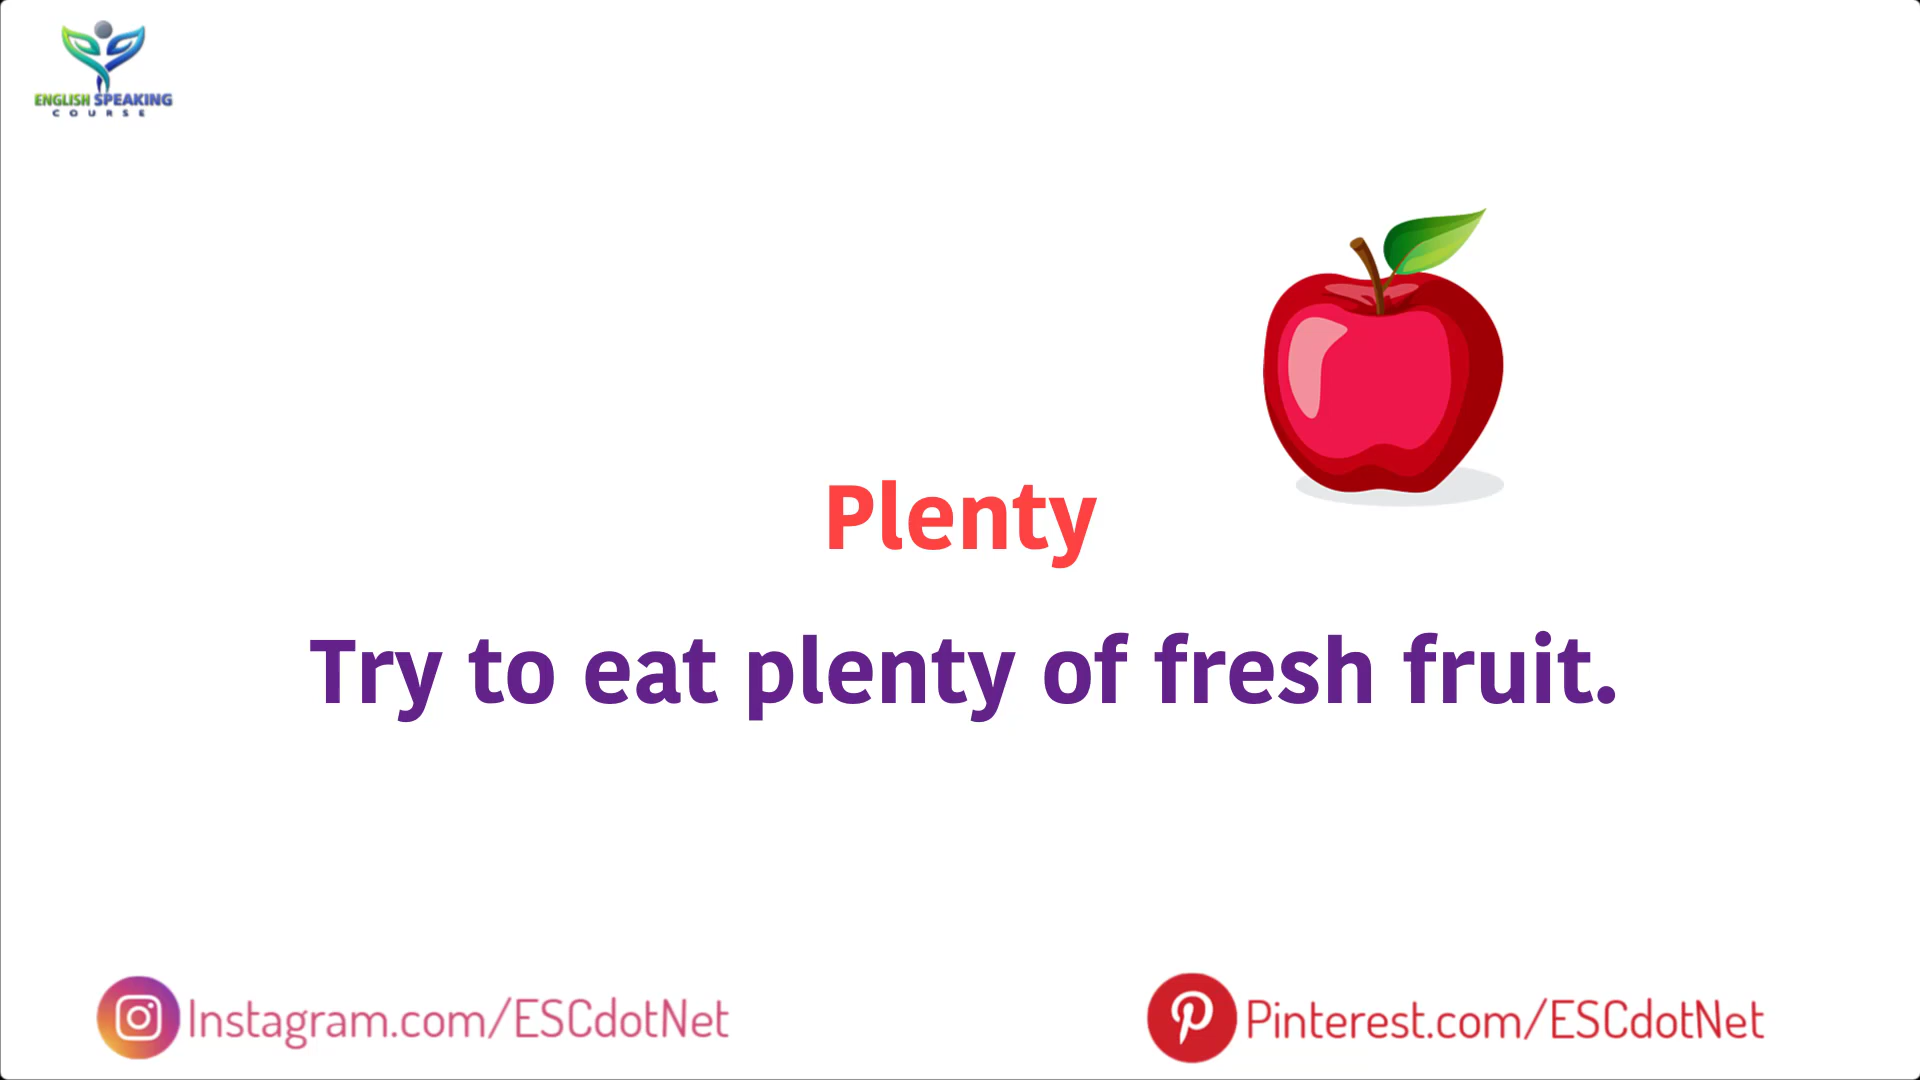 ENGLISH SPEAKING
COURSE
Plenty
Try to eat plenty of fresh fruit.
Instagram.com/ESCdotNet
Pinterest.com/ESCdotNet